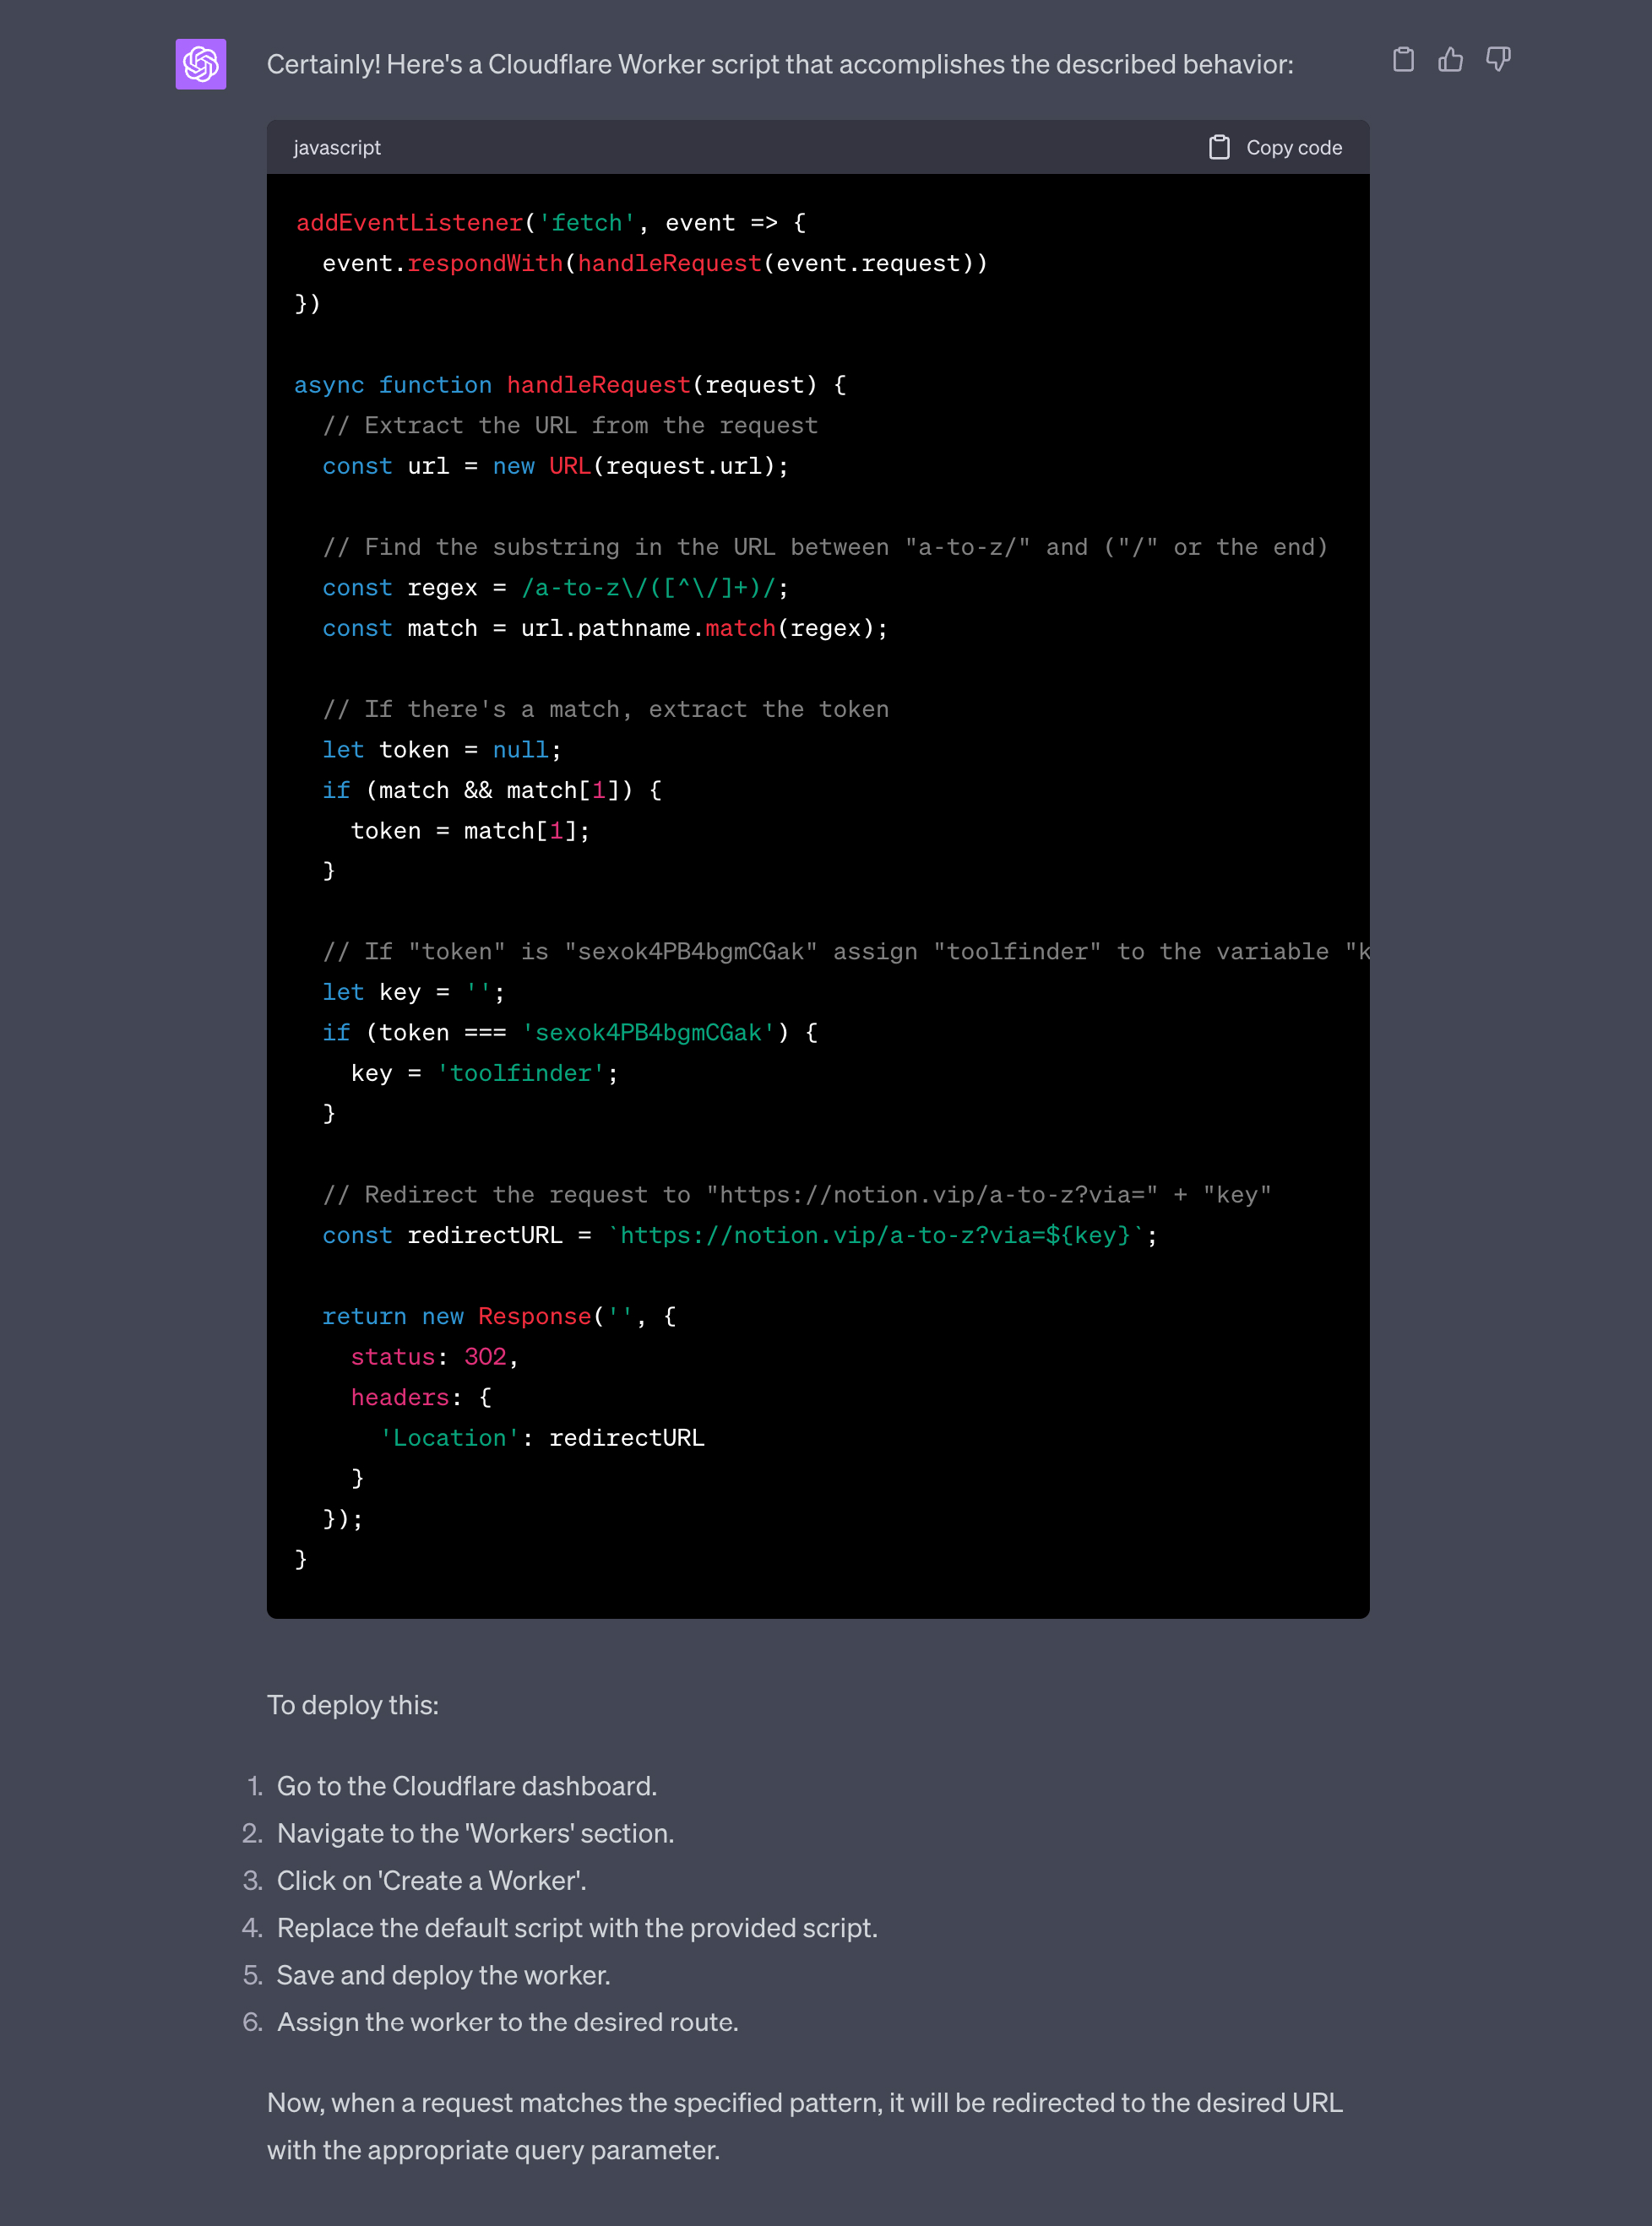 Certainly! Here's a Cloudflare Worker script that accomplishes the described behavior:
javascript
Copy code
addEventListener('fetch', event => {
  event.respondWith(handleRequest(event.request))
})

async function handleRequest(request) {
  // Extract the URL from the request
  const url = new URL(request.url);

  // Find the substring in the URL between "a-to-z/" and ("/" or the end)
  const regex = /a-to-z\/([^\/]+)/;
  const match = url.pathname.match(regex);

  // If there's a match, extract the token
  let token = null;
  if (match && match[1]) {
    token = match[1];
  }

  // If "token" is "sexok4PB4bgmCGak" assign "toolfinder" to the variable "k
  let key = '';
  if (token === 'sexok4PB4bgmCGak') {
    key = 'toolfinder';
  }

  // Redirect the request to "https://notion.vip/a-to-z?via=" + "key"
  const redirectURL = `https://notion.vip/a-to-z?via=${key}`;

  return new Response('', {
    status: 302,
    headers: {
      'Location': redirectURL
    }
  });
}
To deploy this:
1. Go to the Cloudflare dashboard.
2. Navigate to the 'Workers' section.
3. Click on 'Create a Worker'.
4. Replace the default script with the provided script.
5. Save and deploy the worker.
6. Assign the worker to the desired route.
Now, when a request matches the specified pattern, it will be redirected to the desired URL
with the appropriate query parameter.